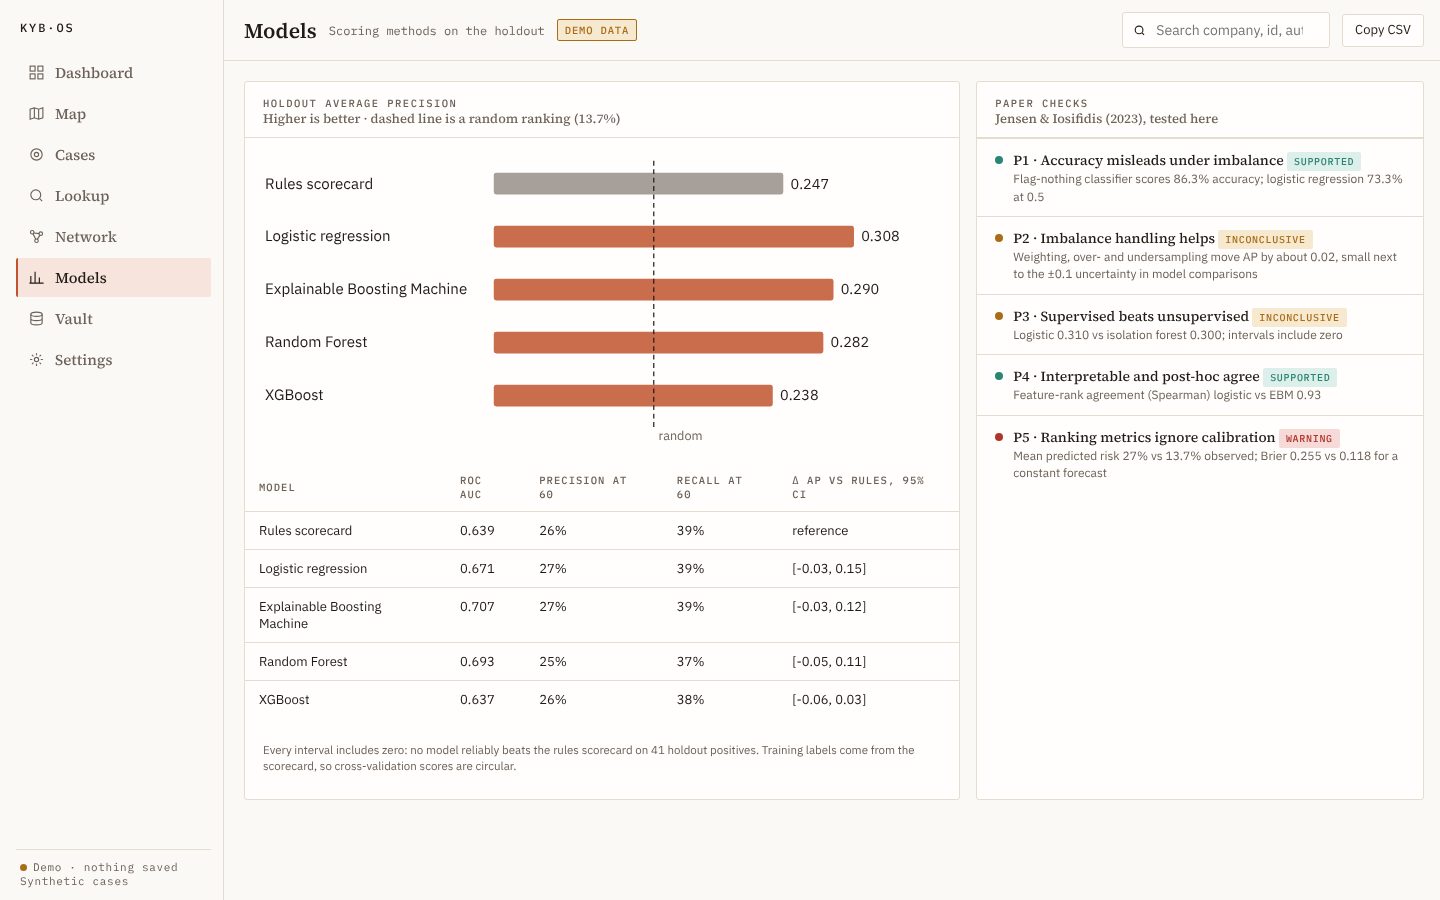 KYB·OS
Dashboard
Map
Cases
Lookup
Network
Models
Vault
Settings
Demo · nothing saved
Synthetic cases
Models
Scoring methods on the holdout
DEMO DATA
Search company, id, aut
Copy CSV
HOLDOUT AVERAGE PRECISION
Higher is better · dashed line is a random ranking (13.7%)
Rules scorecard 0.247
Logistic regression 0.308
Explainable Boosting Machine 0.290
Random Forest 0.282
XGBoost 0.238
random
MODEL ROC AUC PRECISION AT 60 RECALL AT 60 Δ AP VS RULES, 95% CI
Rules scorecard 0.639 26% 39% reference
Logistic regression 0.671 27% 39% [-0.03, 0.15]
Explainable Boosting Machine 0.707 27% 39% [-0.03, 0.12]
Random Forest 0.693 25% 37% [-0.05, 0.11]
XGBoost 0.637 26% 38% [-0.06, 0.03]
Every interval includes zero: no model reliably beats the rules scorecard on 41 holdout positives. Training labels come from the
scorecard, so cross-validation scores are circular.
PAPER CHECKS
Jensen & Iosifidis (2023), tested here
P1 · Accuracy misleads under imbalance SUPPORTED
Flag-nothing classifier scores 86.3% accuracy; logistic regression 73.3%
at 0.5
P2 · Imbalance handling helps INCONCLUSIVE
Weighting, over- and undersampling move AP by about 0.02, small next
to the ±0.1 uncertainty in model comparisons
P3 · Supervised beats unsupervised INCONCLUSIVE
Logistic 0.310 vs isolation forest 0.300; intervals include zero
P4 · Interpretable and post-hoc agree SUPPORTED
Feature-rank agreement (Spearman) logistic vs EBM 0.93
P5 · Ranking metrics ignore calibration WARNING
Mean predicted risk 27% vs 13.7% observed; Brier 0.255 vs 0.118 for a
constant forecast